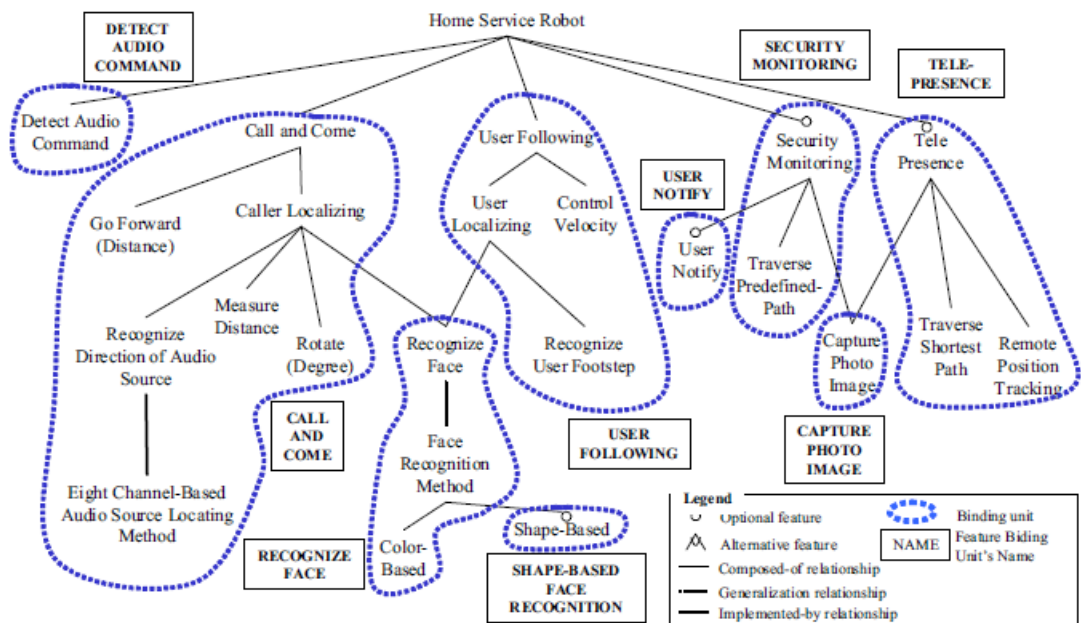 Home Service Robot
DETECT
AUDIO
COMMAND
SECURITY
MONITORING
TELE-
PRESENCE
Detect Audio
Command
Call and Come
User Following
Security
Monitoring
Tele
Presence
USER
NOTIFY
Go Forward
(Distance)
Caller Localizing
User
Localizing
Control
Velocity
User
Notify
Traverse
Predefined-
Path
Measure
Distance
Recognize
Direction of Audio
Source
Rotate
(Degree)
Recognize
Face
Recognize
User Footstep
Capture
Photo
Image
Traverse
Shortest
Path
Remote
Position
Tracking
CALL
AND
COME
USER
FOLLOWING
CAPTURE
PHOTO
IMAGE
Face
Recognition
Method
Eight Channel-Based
Audio Source Locating
Method
RECOGNIZE
FACE
Color-
Based
Shape-Based
SHAPE-BASED
FACE
RECOGNITION
Legend
Optional feature
Alternative feature
Composed-of relationship
Generalization relationship
Implemented-by relationship
Binding unit
NAME
Feature Biding
Unit's Name